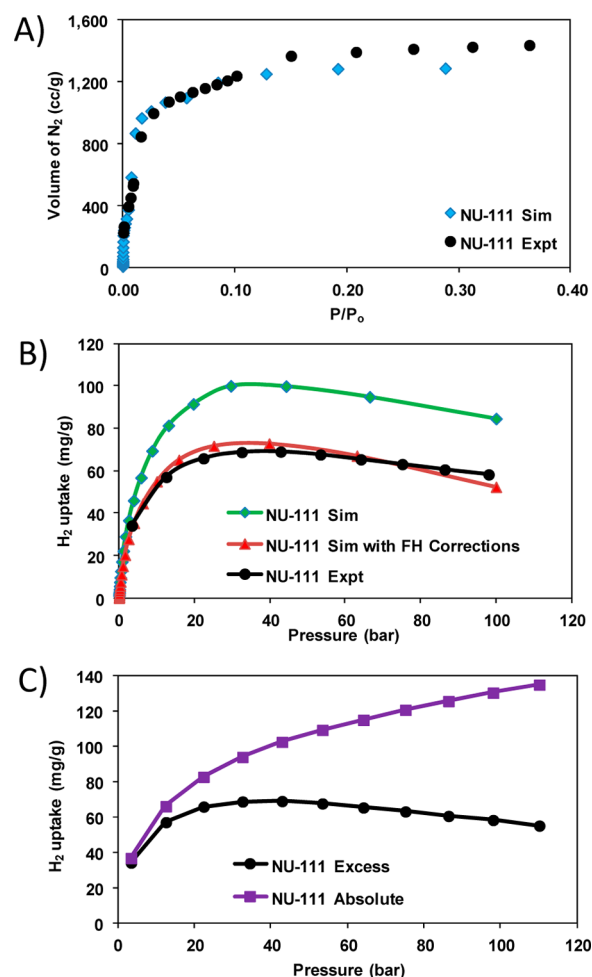 A)
Volume of N2 (cc/g)
1,600
1,200
800
400
0
0.00 0.10 0.20 0.30 0.40
P/Po
NU-111 Sim
NU-111 Expt
B)
H2 uptake (mg/g)
120
100
80
60
40
20
0
0 20 40 60 80 100 120
Pressure (bar)
NU-111 Sim
NU-111 Sim with FH Corrections
NU-111 Expt
C)
H2 uptake (mg/g)
140
120
100
80
60
40
20
0
0 20 40 60 80 100 120
Pressure (bar)
NU-111 Excess
NU-111 Absolute